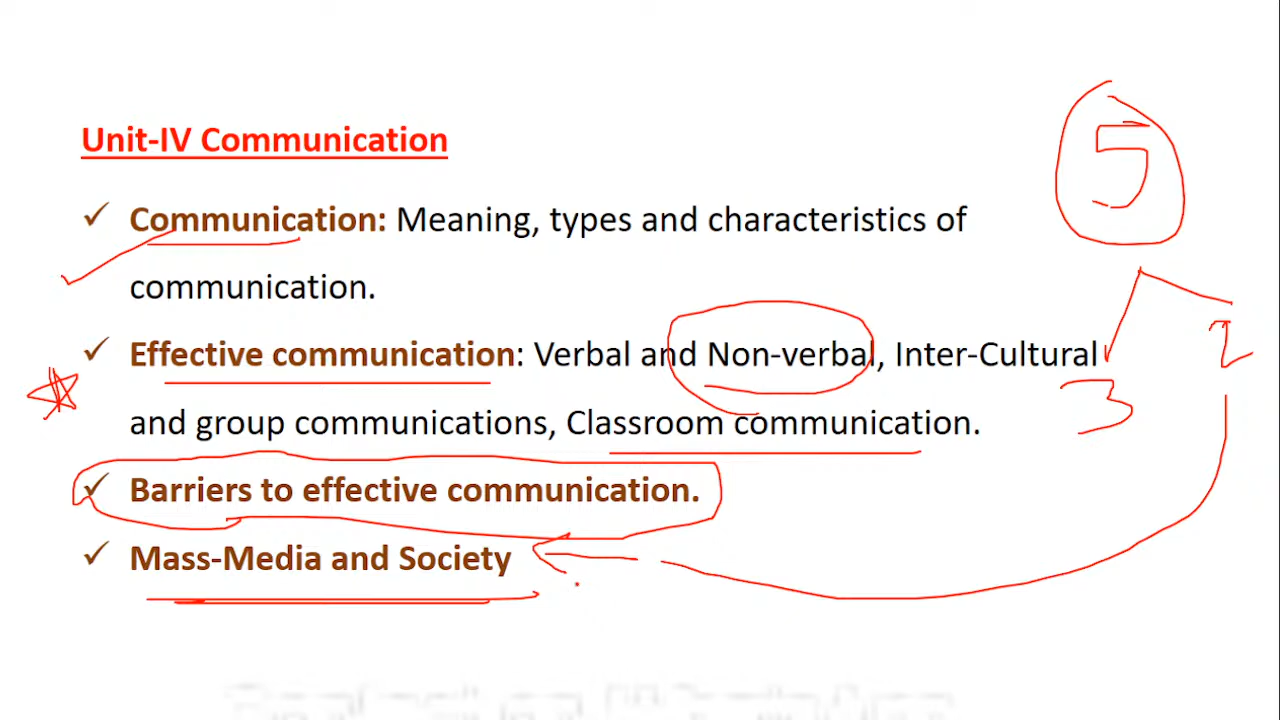 Unit-IV Communication
5
✓ Communication: Meaning, types and characteristics of
communication.
✓ Effective communication: Verbal and Non-verbal, Inter-Cultural
2
3
and group communications, Classroom communication.
✓ Barriers to effective communication.
✓ Mass-Media and Society